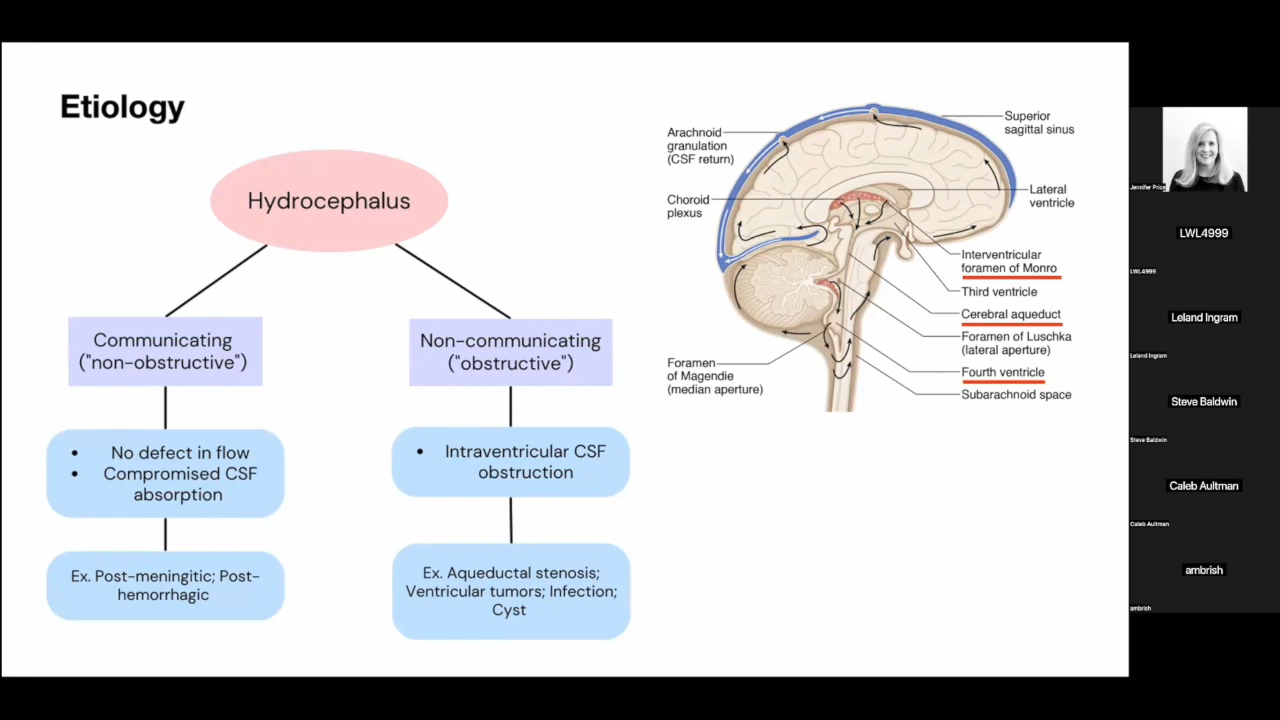 Etiology
Hydrocephalus
Communicating
("non-obstructive")
• No defect in flow
• Compromised CSF
absorption
Ex. Post-meningitic; Post-
hemorrhagic
Non-communicating
("obstructive")
• Intraventricular CSF
obstruction
Ex. Aqueductal stenosis;
Ventricular tumors; Infection;
Cyst
Arachnoid
granulation
(CSF return)
Choroid
plexus
Foramen
of Magendie
(median aperture)
Superior
sagittal sinus
Lateral
ventricle
Interventricular
foramen of Monro
Third ventricle
Cerebral aqueduct
Foramen of Luschka
(lateral aperture)
Fourth ventricle
Subarachnoid space
Jennifer Price
LWL4999
LWL4999
Leland Ingram
Leland Ingram
Steve Baldwin
Steve Baldwin
Caleb Aultman
Caleb Aultman
ambrish
ambrish